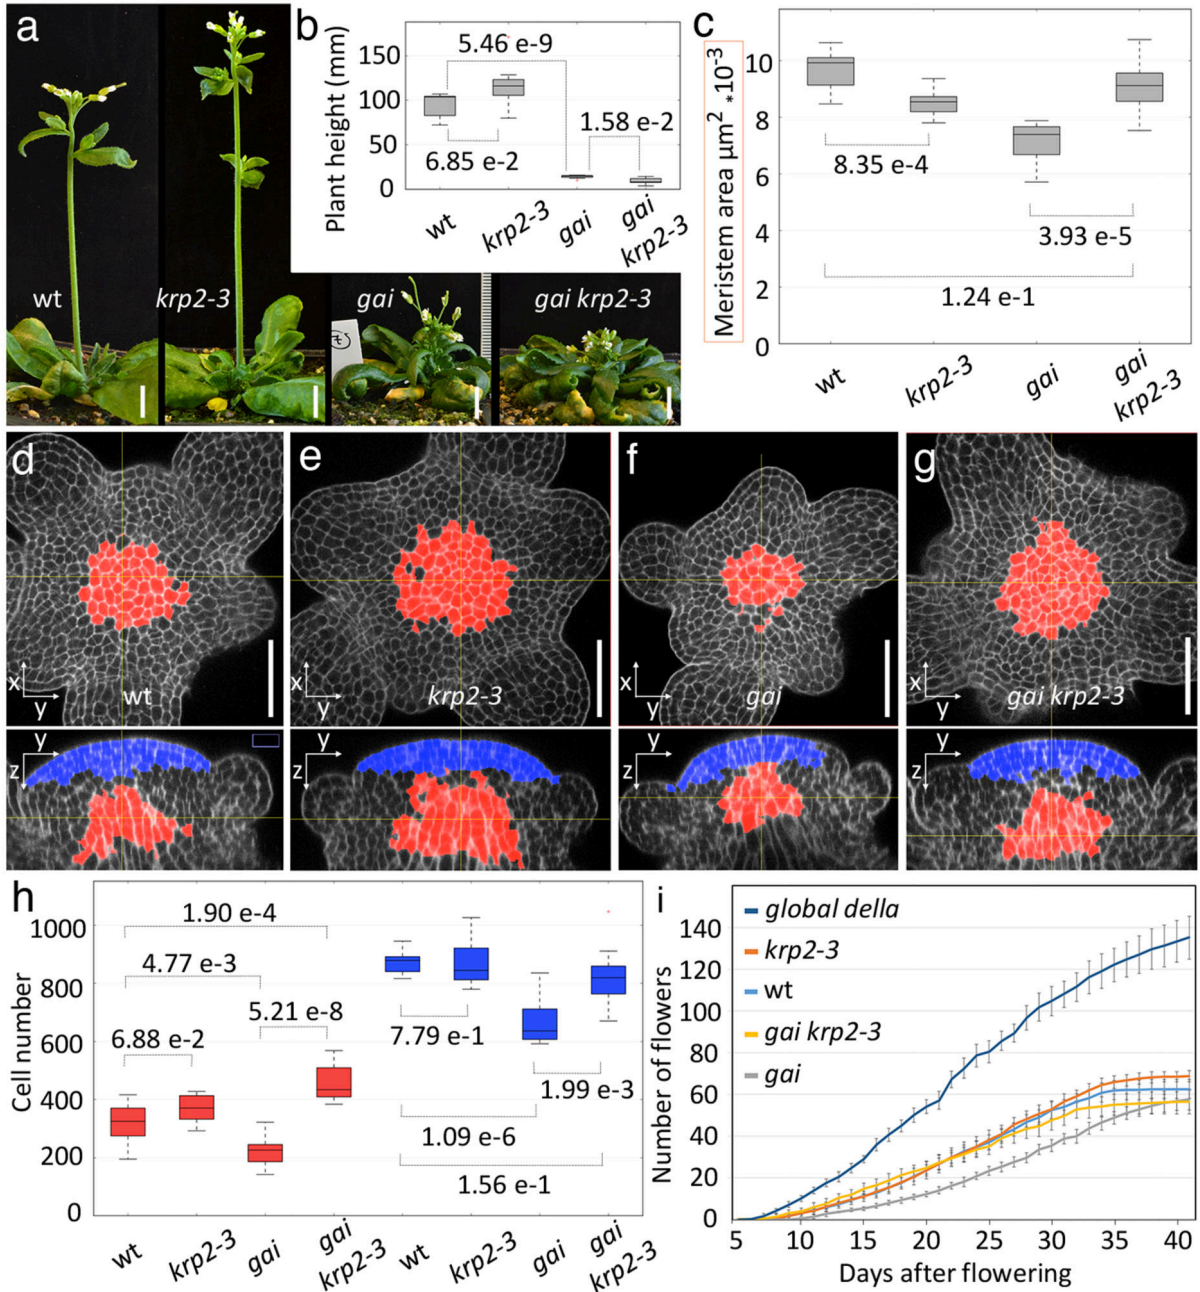 a
wt
krp2-3
gai
gai krp2-3
b
Plant height (mm)
150
100
50
0
5.46 e-9
6.85 e-2
1.58 e-2
wt
krp2-3
gai
gai
krp2-3
c
Meristem area µm² *10⁻³
10
8
6
4
2
0
8.35 e-4
3.93 e-5
1.24 e-1
wt
krp2-3
gai
gai
krp2-3
d
x
y
wt
y
z
e
x
y
krp2-3
y
z
f
x
y
gai
y
z
g
x
y
gai krp2-3
y
z
h
Cell number
1000
800
600
400
200
0
1.90 e-4
4.77 e-3
6.88 e-2
5.21 e-8
7.79 e-1
1.99 e-3
1.09 e-6
1.56 e-1
wt
krp2-3
gai
gai
krp2-3
wt
krp2-3
gai
gai
krp2-3
i
Number of flowers
140
120
100
80
60
40
20
0
global della
krp2-3
wt
gai krp2-3
gai
5
10
15
20
25
30
35
40
Days after flowering